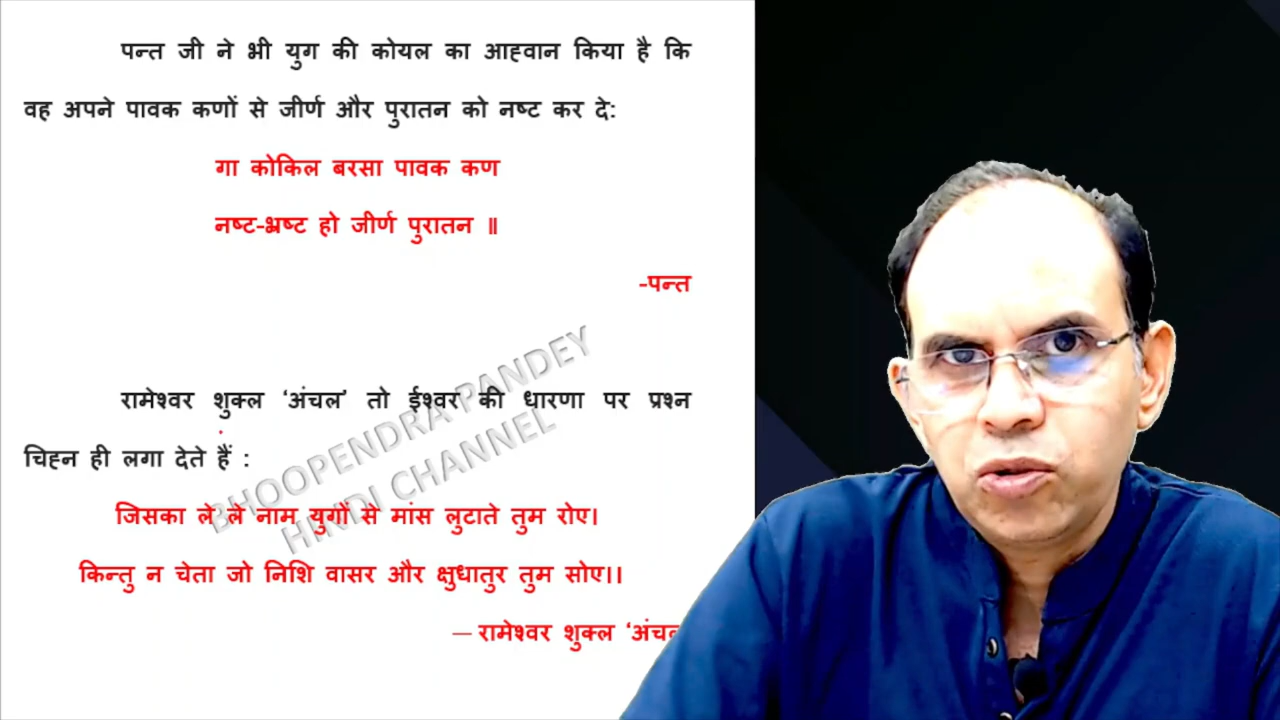 पन्त जी ने भी युग की कोयल का आह्वान किया है कि
वह अपने पावक कणों से जीर्ण और पुरातन को नष्ट कर दे:
गा कोकिल बरसा पावक कण
नष्ट-भ्रष्ट हो जीर्ण पुरातन ॥
-पन्त
रामेश्वर शुक्ल ‘अंचल’ तो ईश्वर की धारणा पर प्रश्न
चिह्न ही लगा देते हैं :
जिसका ले लें नाम युगों से मांस लुटाते तुम रोए।
किन्तु न चेता जो निशि वासर और क्षुधातुर तुम सोए।।
— रामेश्वर शुक्ल ‘अंचल
BHOOPENDRA PANDEY
HINDI CHANNEL